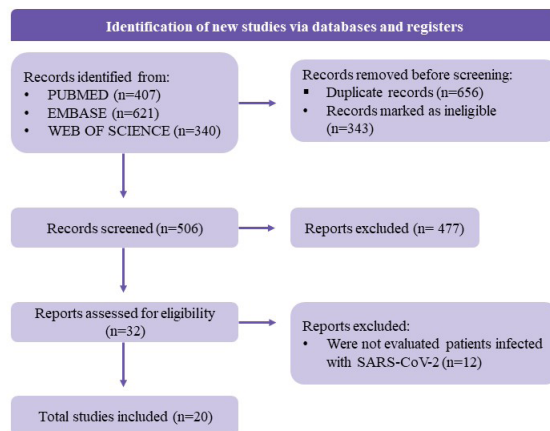 Identification of new studies via databases and registers
Records identified from:
• PUBMED (n=407)
• EMBASE (n=621)
• WEB OF SCIENCE (n=340)
Records removed before screening:
▪ Duplicate records (n=656)
• Records marked as ineligible
(n=343)
Records screened (n=506)
Reports excluded (n= 477)
Reports assessed for eligibility
(n=32)
Reports excluded:
• Were not evaluated patients infected
with SARS-CoV-2 (n=12)
Total studies included (n=20)